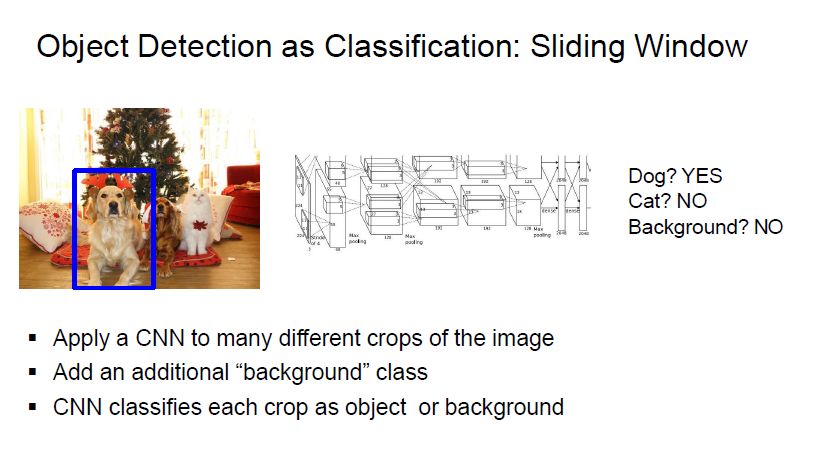 Object Detection as Classification: Sliding Window
Dog? YES
Cat? NO
Background? NO
Stride of 4
Max pooling
Max pooling
Max pooling
dense
dense
▪ Apply a CNN to many different crops of the image
▪ Add an additional “background” class
▪ CNN classifies each crop as object or background